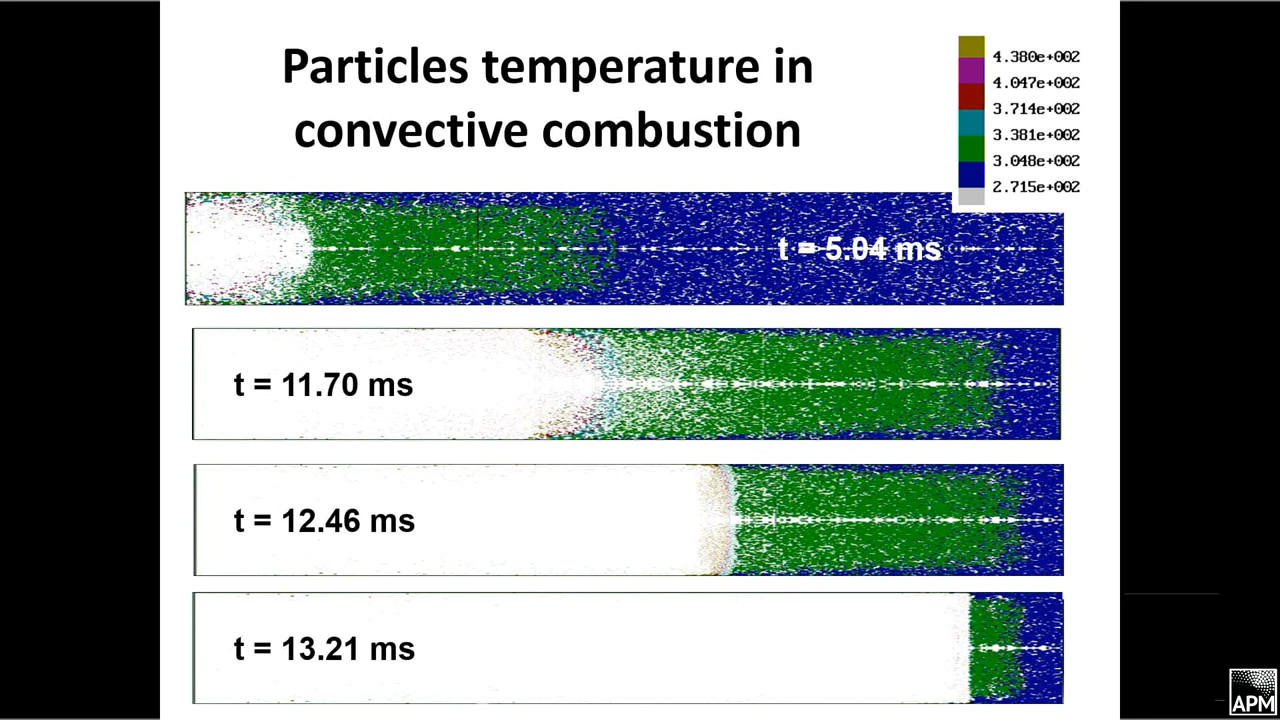 Particles temperature in
convective combustion
4.380e+002
4.047e+002
3.714e+002
3.381e+002
3.048e+002
2.715e+002
t = 5.04 ms
t = 11.70 ms
t = 12.46 ms
t = 13.21 ms
APM